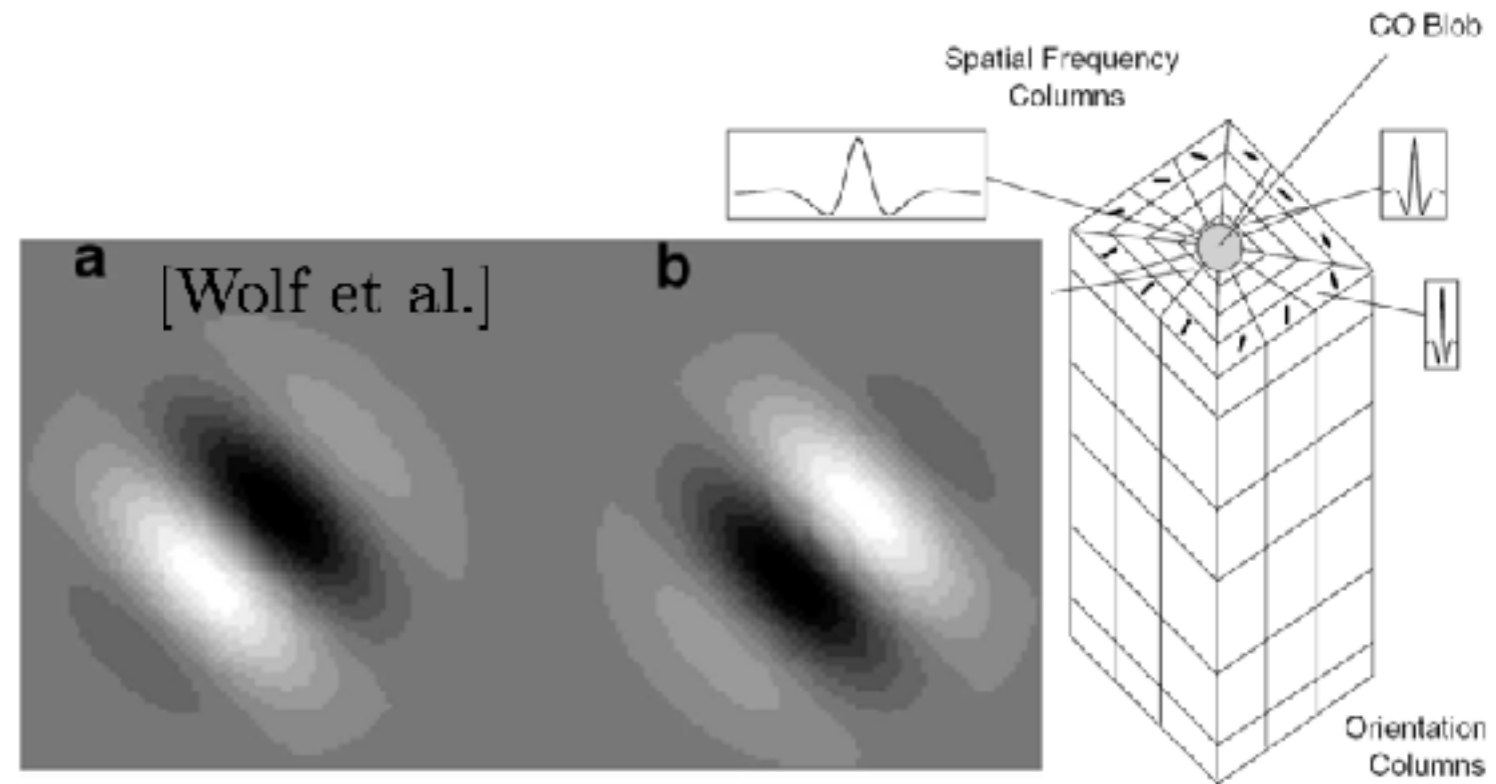 CO Blob
Spatial Frequency
Columns
a
[Wolf et al.]
b
Orientation
Columns